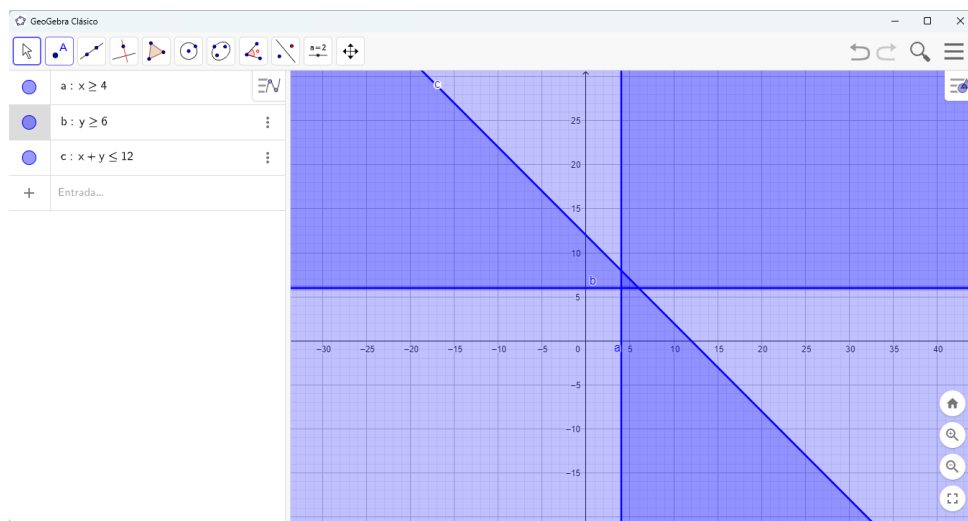 GeoGebra Clásico
A
a=2
a : x ≥ 4
b : y ≥ 6
c : x + y ≤ 12
Entrada...
c
25
20
15
10
b
5
−30 −25 −20 −15 −10 −5 0 a 5 10 15 20 25 30 35 40
−5
−10
−15